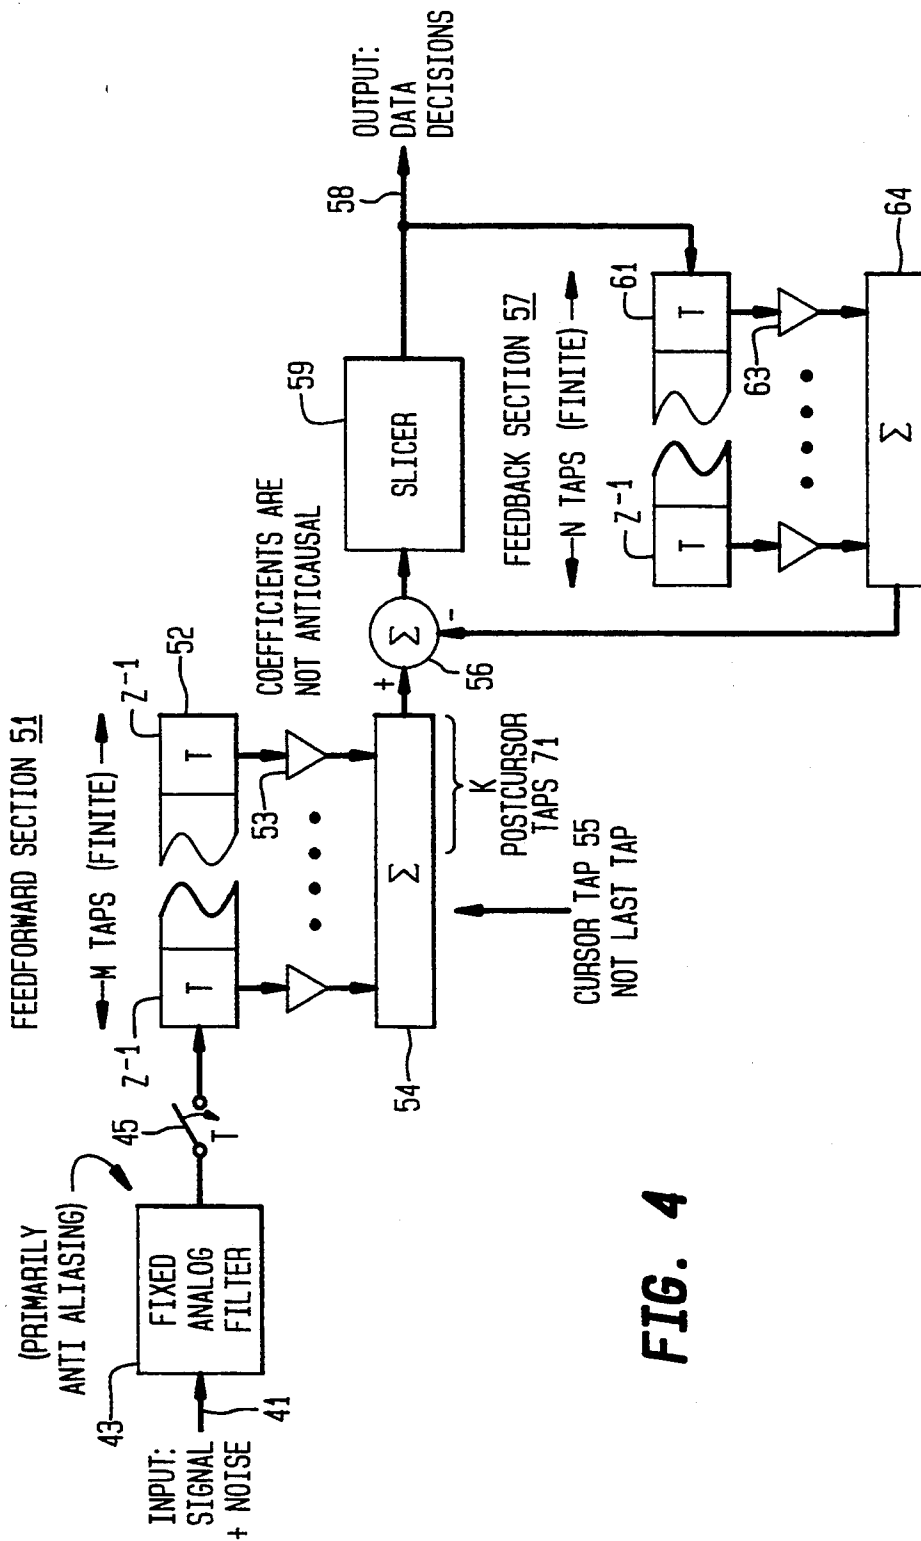 FEEDFORWARD SECTION 51
M TAPS (FINITE)
Z-1
Z-1
52
T
T
53
(PRIMARILY
ANTI ALIASING)
43
FIXED
ANALOG
FILTER
INPUT:
SIGNAL
+ NOISE
41
45
T
54
Σ
K
POSTCURSOR
TAPS 71
CURSOR TAP 55
NOT LAST TAP
COEFFICIENTS ARE
NOT ANTICAUSAL
+
Σ
-
56
SLICER
59
58
OUTPUT:
DATA
DECISIONS
FEEDBACK SECTION 57
N TAPS (FINITE)
Z-1
61
T
T
63
Σ
64
FIG. 4